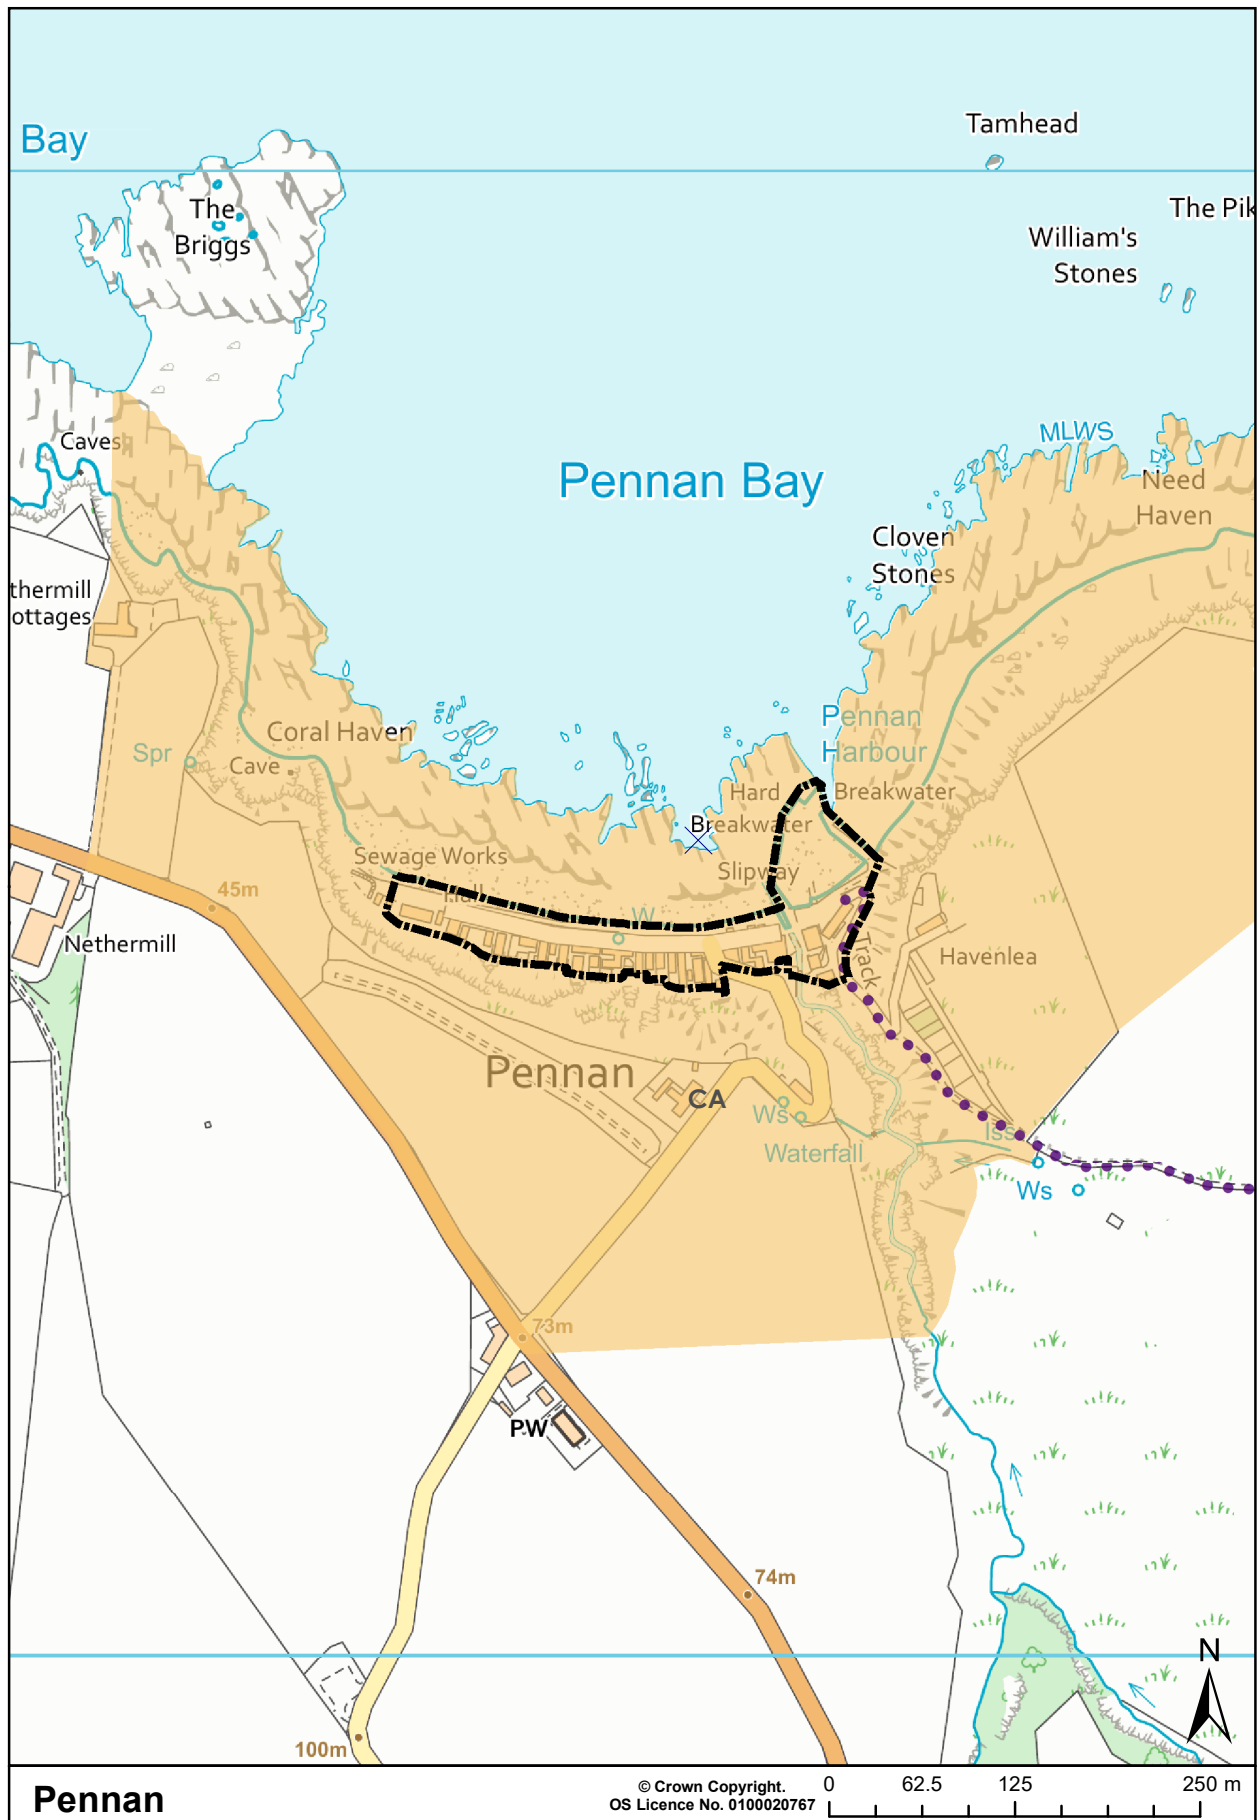 Tamhead
Bay
The
Briggs
The Pik
William's
Stones
MLWS
Caves
Pennan Bay
Need
Haven
Cloven
Stones
thermill
ottages
Pennan
Harbour
Coral Haven
Spr
Cave
Hard
Breakwater
Breakwater
Sewage Works
Slipway
Hall
45m
W
Nethermill
Track
Havenlea
Pennan
CA
Ws
Waterfall
Iss
Ws
73m
PW
74m
N
100m
Pennan
© Crown Copyright.
OS Licence No. 0100020767
0 62.5 125 250 m